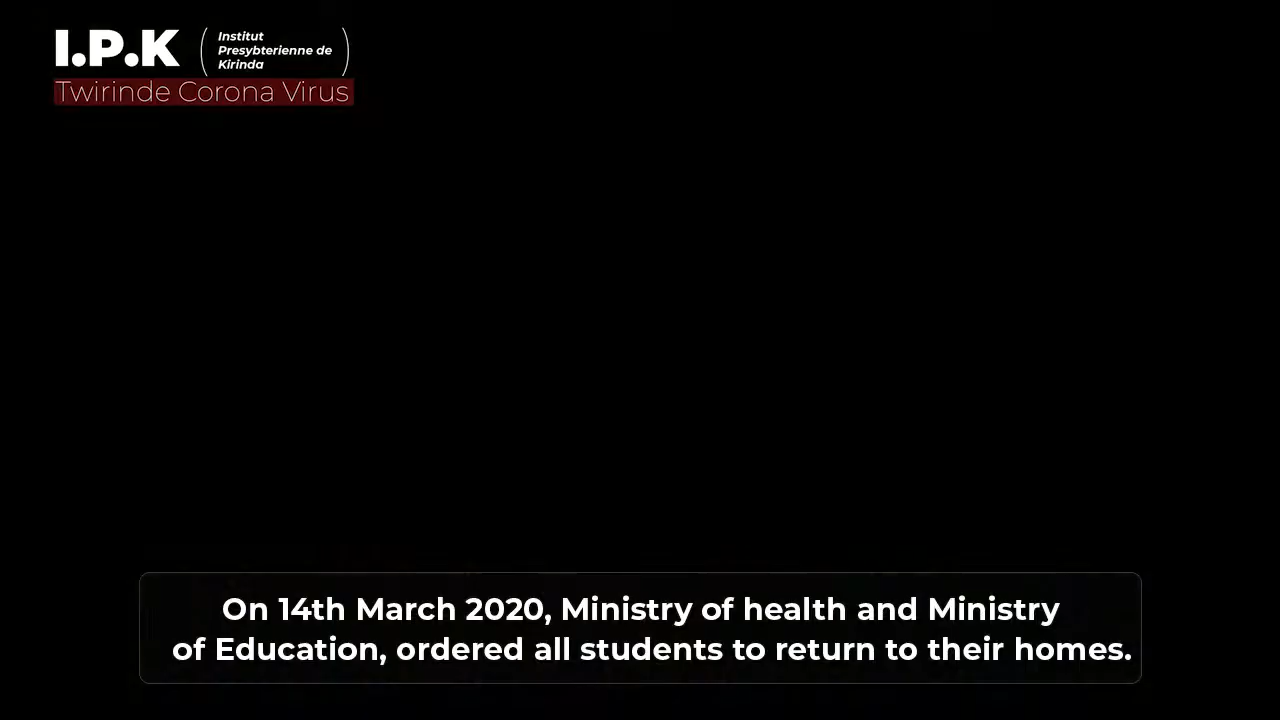 I.P.K
Institut
Presybterienne de
Kirinda
Twirinde Corona Virus
On 14th March 2020, Ministry of health and Ministry
of Education, ordered all students to return to their homes.